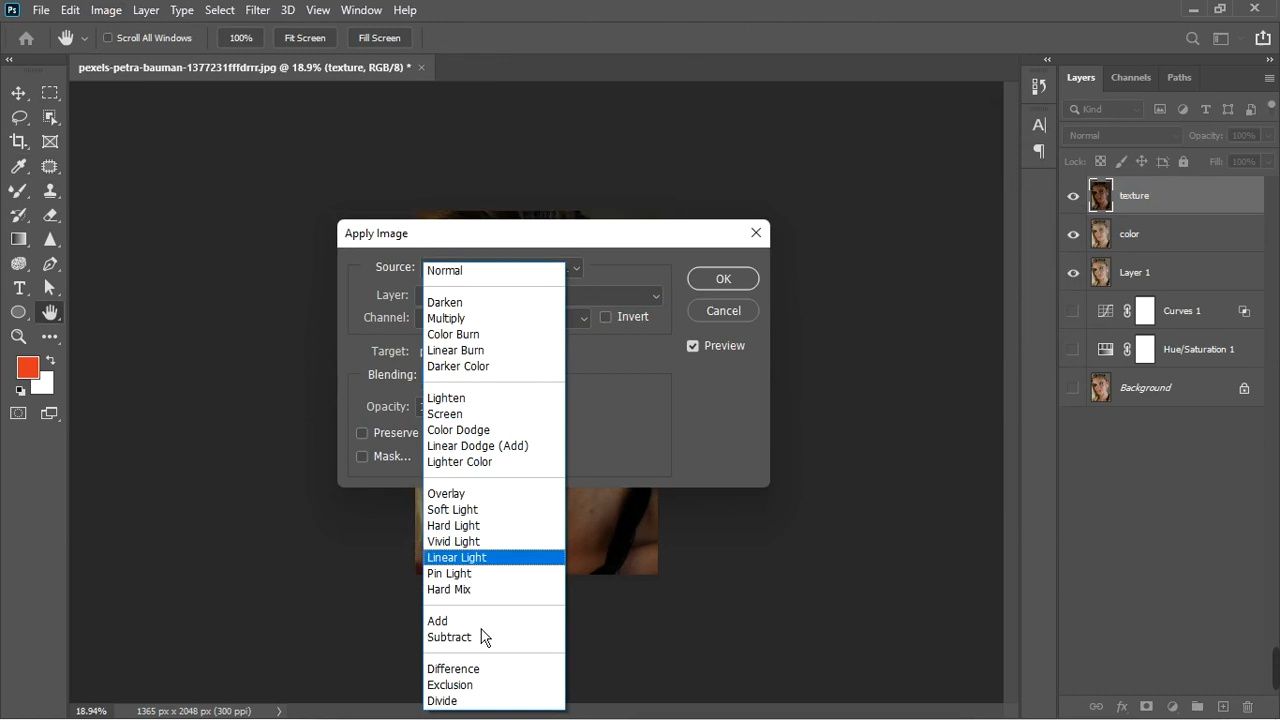 Ps File Edit Image Layer Type Select Filter 3D View Window Help
Scroll All Windows 100% Fit Screen Fill Screen
pexels-petra-bauman-1377231fffdrrr.jpg @ 18.9% (texture, RGB/8) *
Apply Image
Source:
Layer:
Channel:
Invert
Target:
Blending:
Opacity:
Preserve
Mask...
OK
Cancel
Preview
Normal
Darken
Multiply
Color Burn
Linear Burn
Darker Color
Lighten
Screen
Color Dodge
Linear Dodge (Add)
Lighter Color
Overlay
Soft Light
Hard Light
Vivid Light
Linear Light
Pin Light
Hard Mix
Add
Subtract
Difference
Exclusion
Divide
Layers Channels Paths
Kind
Normal Opacity: 100%
Lock: Fill: 100%
texture
color
Layer 1
Curves 1
Hue/Saturation 1
Background
18.94% 1365 px x 2048 px (300 ppi)